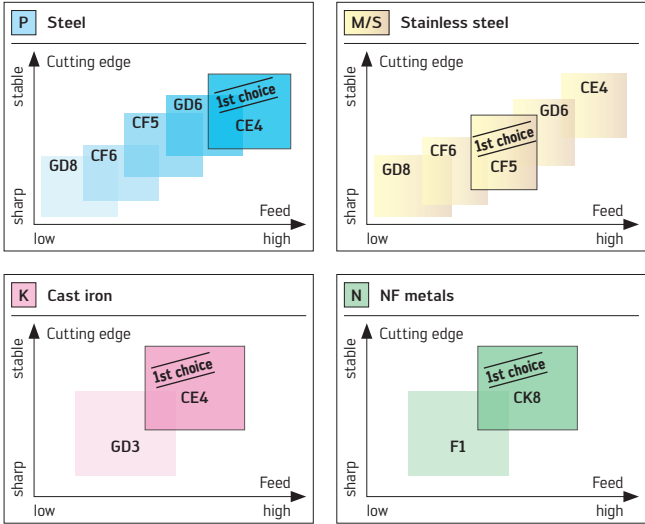 P Steel
Cutting edge
stable
sharp
GD8
CF6
CF5
GD6
1st choice
CE4
Feed
low high
M/S Stainless steel
Cutting edge
stable
sharp
GD8
CF6
1st choice
CF5
GD6
CE4
Feed
low high
K Cast iron
Cutting edge
stable
sharp
GD3
1st choice
CE4
Feed
low high
N NF metals
Cutting edge
stable
sharp
F1
1st choice
CK8
Feed
low high